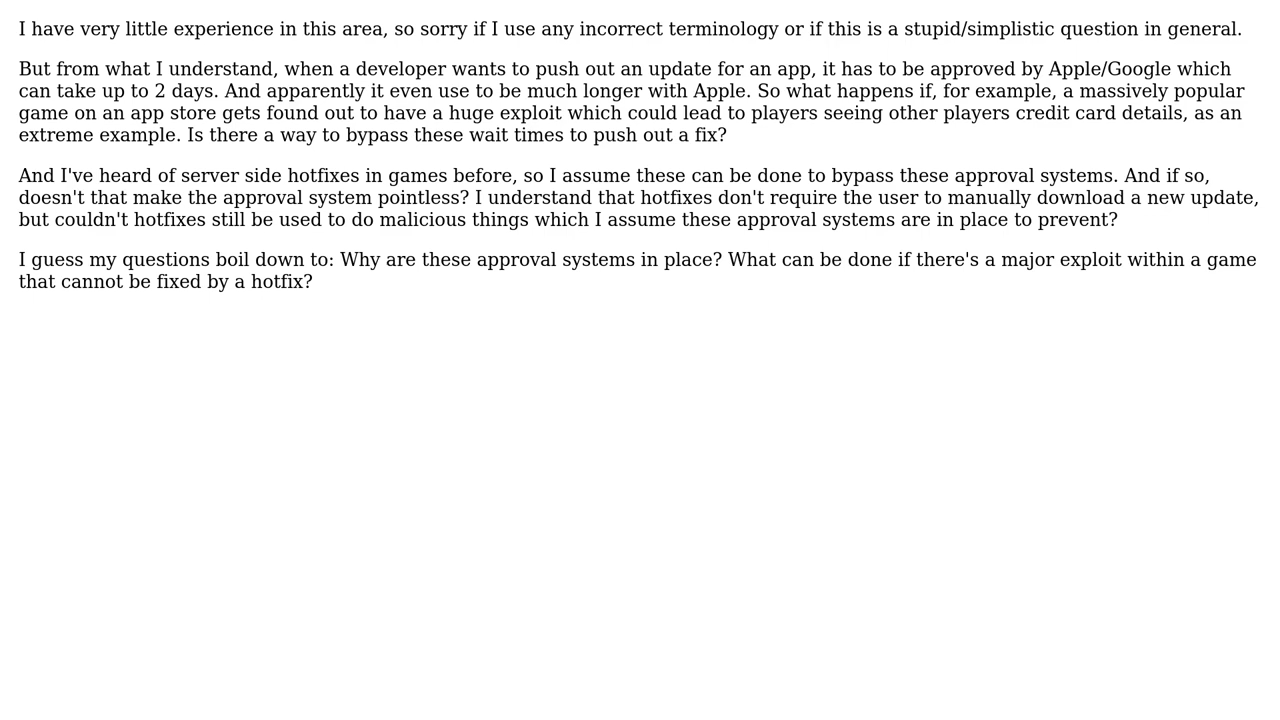 I have very little experience in this area, so sorry if I use any incorrect terminology or if this is a stupid/simplistic question in general.
But from what I understand, when a developer wants to push out an update for an app, it has to be approved by Apple/Google which
can take up to 2 days. And apparently it even use to be much longer with Apple. So what happens if, for example, a massively popular
game on an app store gets found out to have a huge exploit which could lead to players seeing other players credit card details, as an
extreme example. Is there a way to bypass these wait times to push out a fix?
And I've heard of server side hotfixes in games before, so I assume these can be done to bypass these approval systems. And if so,
doesn't that make the approval system pointless? I understand that hotfixes don't require the user to manually download a new update,
but couldn't hotfixes still be used to do malicious things which I assume these approval systems are in place to prevent?
I guess my questions boil down to: Why are these approval systems in place? What can be done if there's a major exploit within a game
that cannot be fixed by a hotfix?